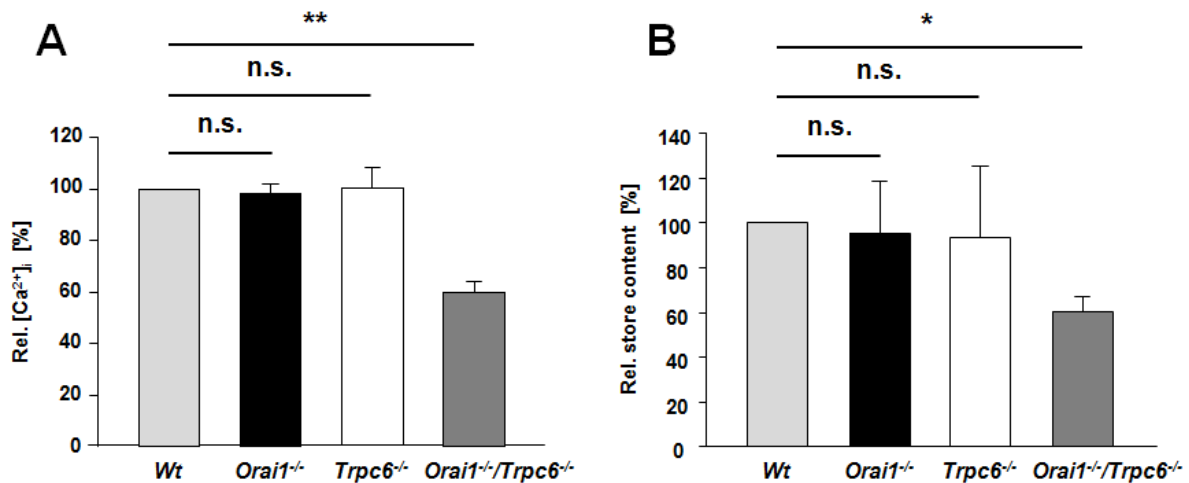 A
**
n.s.
n.s.
120
100
80
60
40
20
0
Rel. [Ca²⁺]ᵢ [%]
Wt Orai1⁻/⁻ Trpc6⁻/⁻ Orai1⁻/⁻/Trpc6⁻/⁻
B
*
n.s.
n.s.
140
120
100
80
60
40
20
0
Rel. store content [%]
Wt Orai1⁻/⁻ Trpc6⁻/⁻ Orai1⁻/⁻/Trpc6⁻/⁻